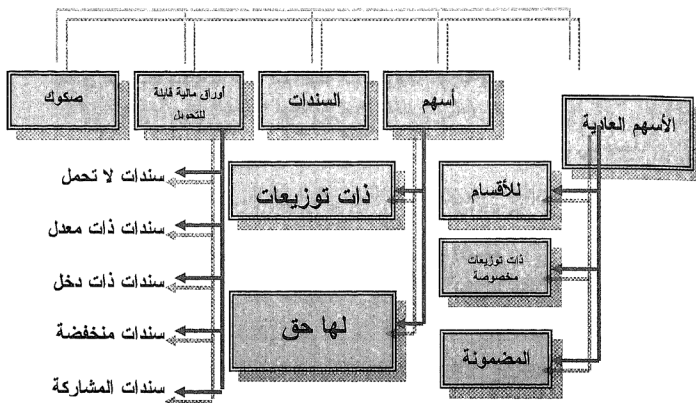 الأسهم العادية
أسهم
السندات
أوراق مالية قابلة
للتحويل
صكوك
للأقسام
ذات توزيعات
مخصوصة
المضمونة
ذات توزيعات
لها حق
سندات لا تحمل
سندات ذات معدل
سندات ذات دخل
سندات منخفضة
سندات المشاركة